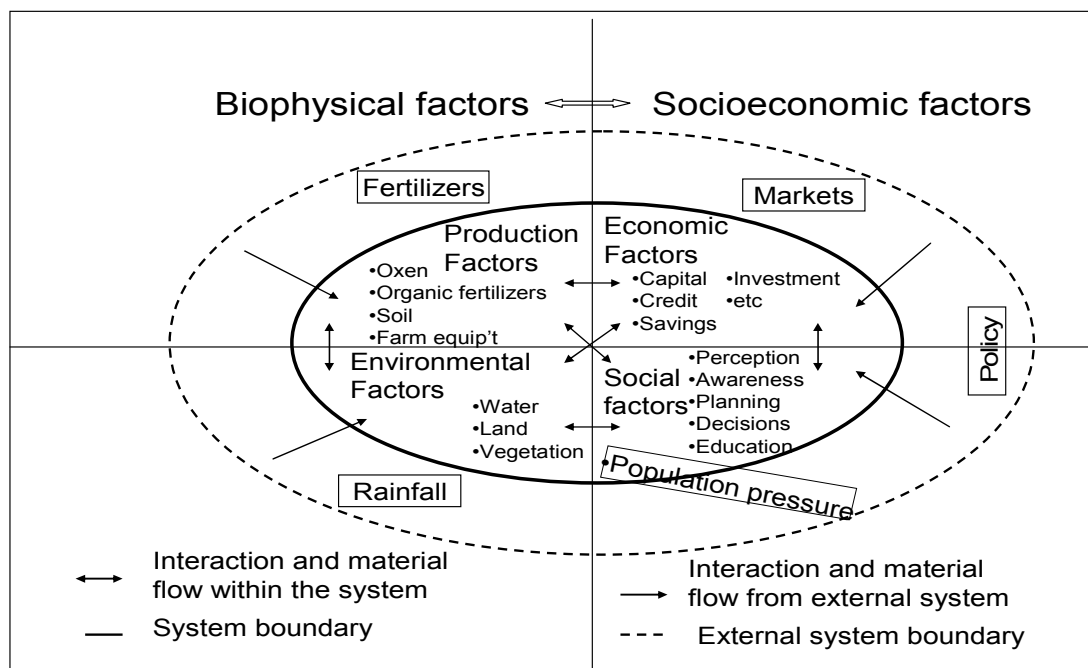 Biophysical factors
Socioeconomic factors
Fertilizers
Markets
Production
Factors
•Oxen
•Organic fertilizers
•Soil
•Farm equip't
Economic
Factors
•Capital
•Credit
•Savings
•Investment
•etc
Environmental
Factors
•Water
•Land
•Vegetation
Social
factors
•Perception
•Awareness
•Planning
•Decisions
•Education
Policy
•Population pressure
Rainfall
Interaction and material
flow within the system
System boundary
Interaction and material
flow from external system
External system boundary